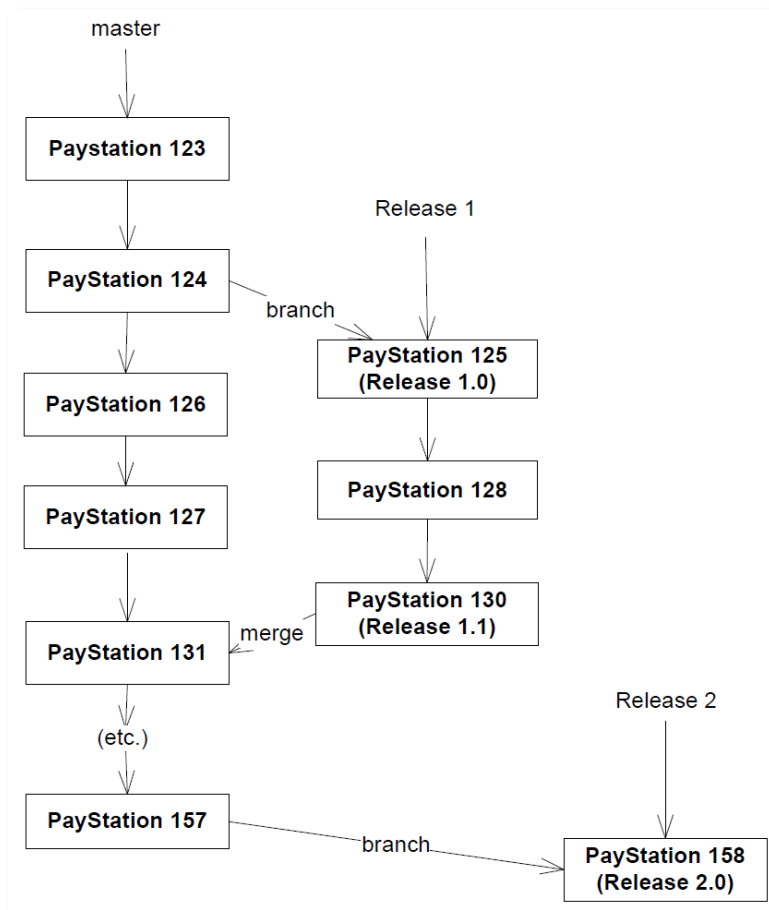 master
Paystation 123
Release 1
PayStation 124
branch
PayStation 125
(Release 1.0)
PayStation 126
PayStation 128
PayStation 127
PayStation 130
(Release 1.1)
merge
PayStation 131
Release 2
(etc.)
PayStation 157
branch
PayStation 158
(Release 2.0)